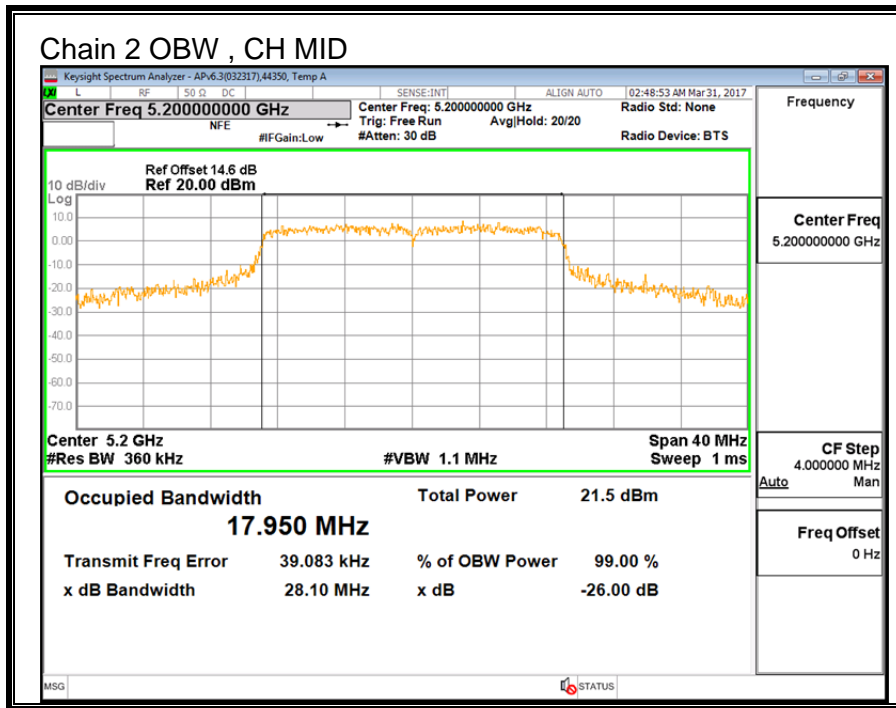 Chain 2 OBW , CH MID
Keysight Spectrum Analyzer - APv6.3(032317),44350, Temp A
LXI L RF 50 Ω DC SENSE:INT ALIGN AUTO 02:48:53 AM Mar 31, 2017
Center Freq 5.200000000 GHz
NFE
#IFGain:Low
Center Freq: 5.200000000 GHz
Trig: Free Run Avg|Hold: 20/20
#Atten: 30 dB
Radio Std: None
Radio Device: BTS
Ref Offset 14.6 dB
10 dB/div Ref 20.00 dBm
Log
10.0
0.00
-10.0
-20.0
-30.0
-40.0
-50.0
-60.0
-70.0
Center 5.2 GHz Span 40 MHz
#Res BW 360 kHz #VBW 1.1 MHz Sweep 1 ms
Occupied Bandwidth Total Power 21.5 dBm
17.950 MHz
Transmit Freq Error 39.083 kHz % of OBW Power 99.00 %
x dB Bandwidth 28.10 MHz x dB -26.00 dB
MSG STATUS
Frequency
Center Freq
5.200000000 GHz
CF Step
4.000000 MHz
Auto Man
Freq Offset
0 Hz